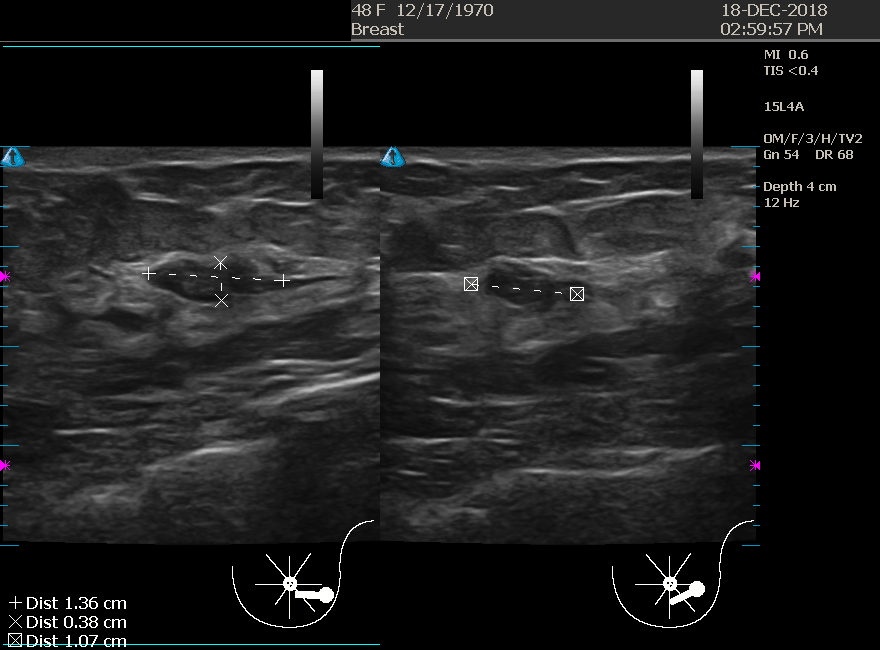 48 F 12/17/1970 18-DEC-2018
Breast 02:59:57 PM
MI 0.6
TIS <0.4
15L4A
OM/F/3/H/TV2
Gn 54 DR 68
Depth 4 cm
12 Hz
Dist 1.36 cm
Dist 0.38 cm
Dist 1.07 cm